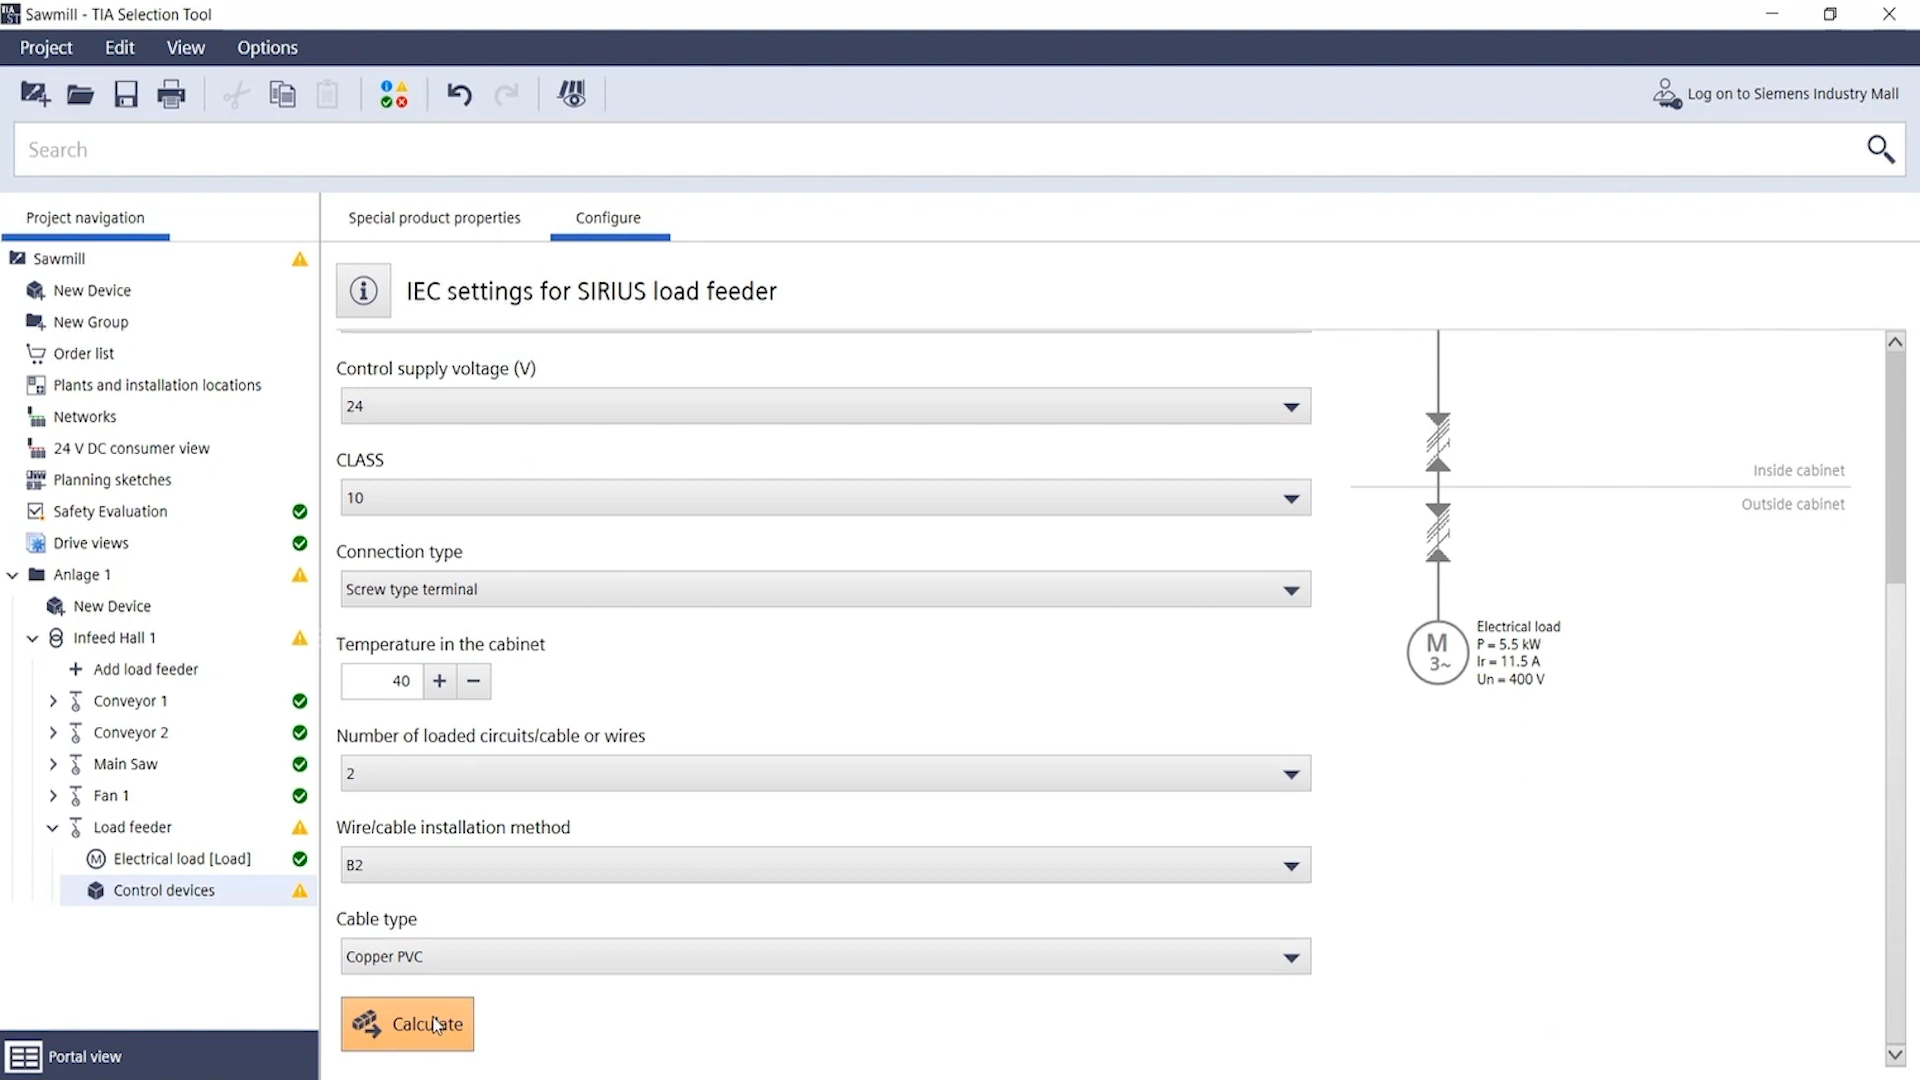 Sawmill - TIA Selection Tool
Project Edit View Options
Log on to Siemens Industry Mall
Search
Project navigation
Sawmill
New Device
New Group
Order list
Plants and installation locations
Networks
24 V DC consumer view
Planning sketches
Safety Evaluation
Drive views
Anlage 1
New Device
Infeed Hall 1
Add load feeder
Conveyor 1
Conveyor 2
Main Saw
Fan 1
Load feeder
Electrical load [Load]
Control devices
Portal view
Special product properties Configure
IEC settings for SIRIUS load feeder
Control supply voltage (V)
24
CLASS
10
Connection type
Screw type terminal
Temperature in the cabinet
40 + −
Number of loaded circuits/cable or wires
2
Wire/cable installation method
B2
Cable type
Copper PVC
Calculate
Inside cabinet
Outside cabinet
M
3~
Electrical load
P = 5.5 kW
Ir = 11.5 A
Un = 400 V